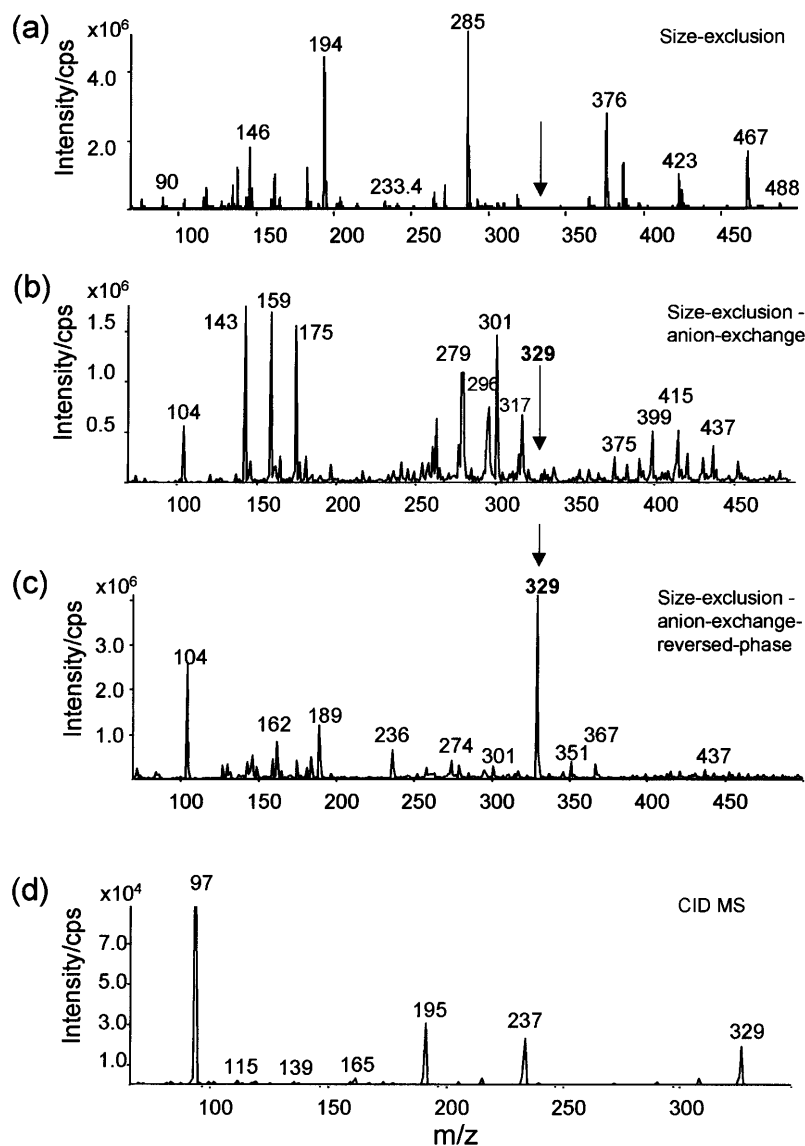 (a)
x10⁶
Intensity/cps
4.0
2.0
90
146
194
233.4
285
376
423
467
488
Size-exclusion
100 150 200 250 300 350 400 450
(b)
x10⁶
Intensity/cps
1.5
1.0
0.5
104
143
159
175
279
296
301
317
329
375
399
415
437
Size-exclusion -
anion-exchange
100 150 200 250 300 350 400 450
(c)
x10⁶
Intensity/cps
3.0
2.0
1.0
104
162
189
236
274
301
329
351
367
437
Size-exclusion -
anion-exchange-
reversed-phase
100 150 200 250 300 350 400 450
(d)
x10⁴
Intensity/cps
7.0
5.0
3.0
1.0
97
115
139
165
195
237
329
CID MS
100 150 200 250 300
m/z